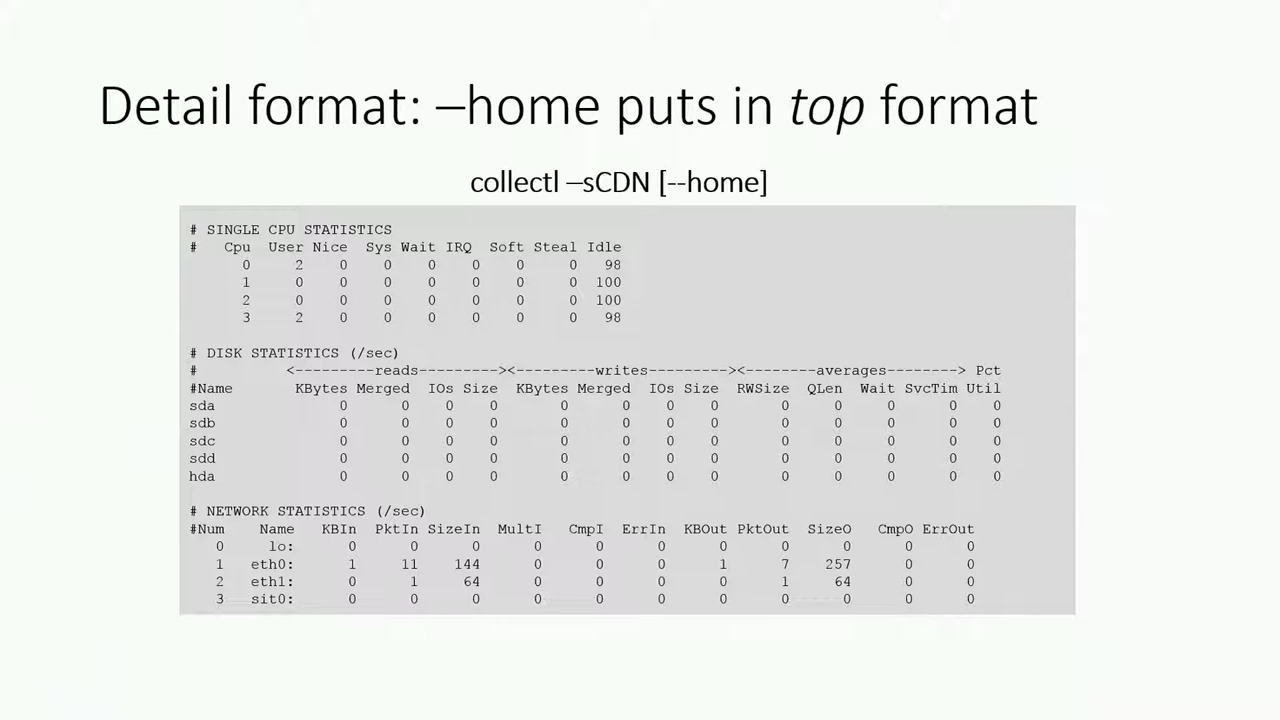 Detail format: –home puts in top format
collectl –sCDN [--home]
# SINGLE CPU STATISTICS
#   Cpu  User Nice  Sys Wait IRQ  Soft Steal Idle
0 2 0 0 0 0 0 0 98
1 0 0 0 0 0 0 0 100
2 0 0 0 0 0 0 0 100
3 2 0 0 0 0 0 0 98
# DISK STATISTICS (/sec)
#          <---------reads---------><---------writes---------><--------averages--------> Pct
#Name       KBytes Merged  IOs Size  KBytes Merged  IOs Size  RWSize  QLen  Wait SvcTim Util
sda 0 0 0 0 0 0 0 0 0 0 0 0 0
sdb 0 0 0 0 0 0 0 0 0 0 0 0 0
sdc 0 0 0 0 0 0 0 0 0 0 0 0 0
sdd 0 0 0 0 0 0 0 0 0 0 0 0 0
hda 0 0 0 0 0 0 0 0 0 0 0 0 0
# NETWORK STATISTICS (/sec)
#Num    Name   KBIn  PktIn SizeIn  MultI   CmpI  ErrIn  KBOut PktOut  SizeO   CmpO ErrOut
0 lo: 0 0 0 0 0 0 0 0 0 0 0
1 eth0: 1 11 144 0 0 0 1 7 257 0 0
2 eth1: 0 1 64 0 0 0 0 1 64 0 0
3 sit0: 0 0 0 0 0 0 0 0 0 0 0